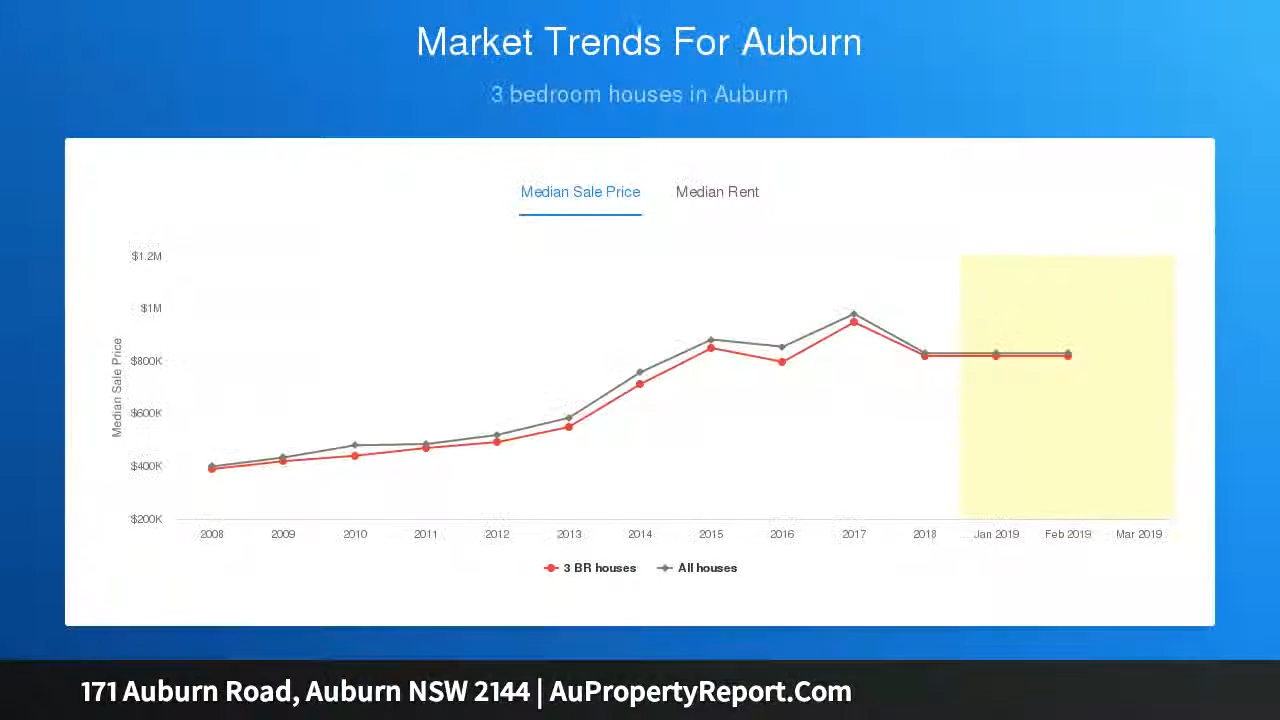 Market Trends For Auburn
3 bedroom houses in Auburn
Median Sale Price Median Rent
$1.2M
$1M
$800K
$600K
$400K
$200K
Median Sale Price
2008 2009 2010 2011 2012 2013 2014 2015 2016 2017 2018 Jan 2019 Feb 2019 Mar 2019
3 BR houses All houses
171 Auburn Road, Auburn NSW 2144 | AuPropertyReport.Com